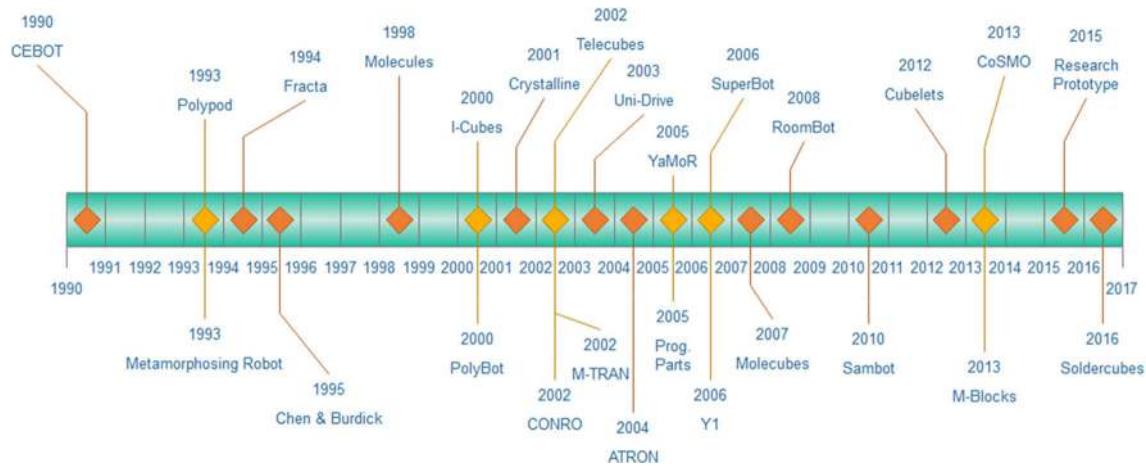 1990
CEBOT
1993
Polypod
1994
Fracta
1998
Molecules
2000
I-Cubes
2001
Crystalline
2002
Telecubes
2003
Uni-Drive
2005
YaMoR
2006
SuperBot
2008
RoomBot
2012
Cubelets
2013
CoSMO
2015
Research
Prototype
1991 1992 1993 1994 1995 1996 1997 1998 1999 2000 2001 2002 2003 2004 2005 2006 2007 2008 2009 2010 2011 2012 2013 2014 2015 2016
1990 2017
1993
Metamorphosing Robot
1995
Chen & Burdick
2000
PolyBot
2002
M-TRAN
2002
CONRO
2004
ATRON
2005
Prog.
Parts
2006
Y1
2007
Molecubes
2010
Sambot
2013
M-Blocks
2016
Soldercubes